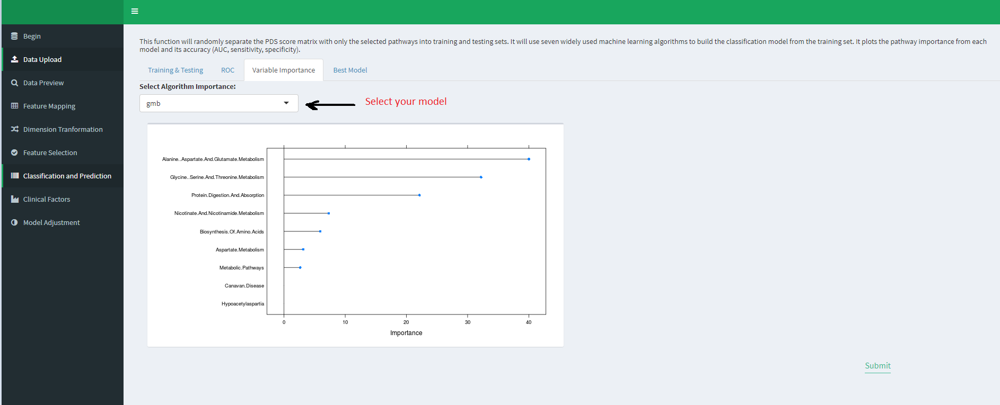 Begin
Data Upload
Data Preview
Feature Mapping
Dimension Tranformation
Feature Selection
Classification and Prediction
Clinical Factors
Model Adjustment
This function will randomly separate the PDS score matrix with only the selected pathways into training and testing sets. It will use seven widely used machine learning algorithms to build the classification model from the training set. It plots the pathway importance from each
model and its accuracy (AUC, sensitivity, specificity).
Training & Testing ROC Variable Importance Best Model
Select Algorithm Importance:
gmb
Select your model
Alanine..Aspartate.And.Glutamate.Metabolism
Glycine..Serine.And.Threonine.Metabolism
Protein.Digestion.And.Absorption
Nicotinate.And.Nicotinamide.Metabolism
Biosynthesis.Of.Amino.Acids
Aspartate.Metabolism
Metabolic.Pathways
Canavan.Disease
Hypoacetylaspartia
0 10 20 30 40
Importance
Submit